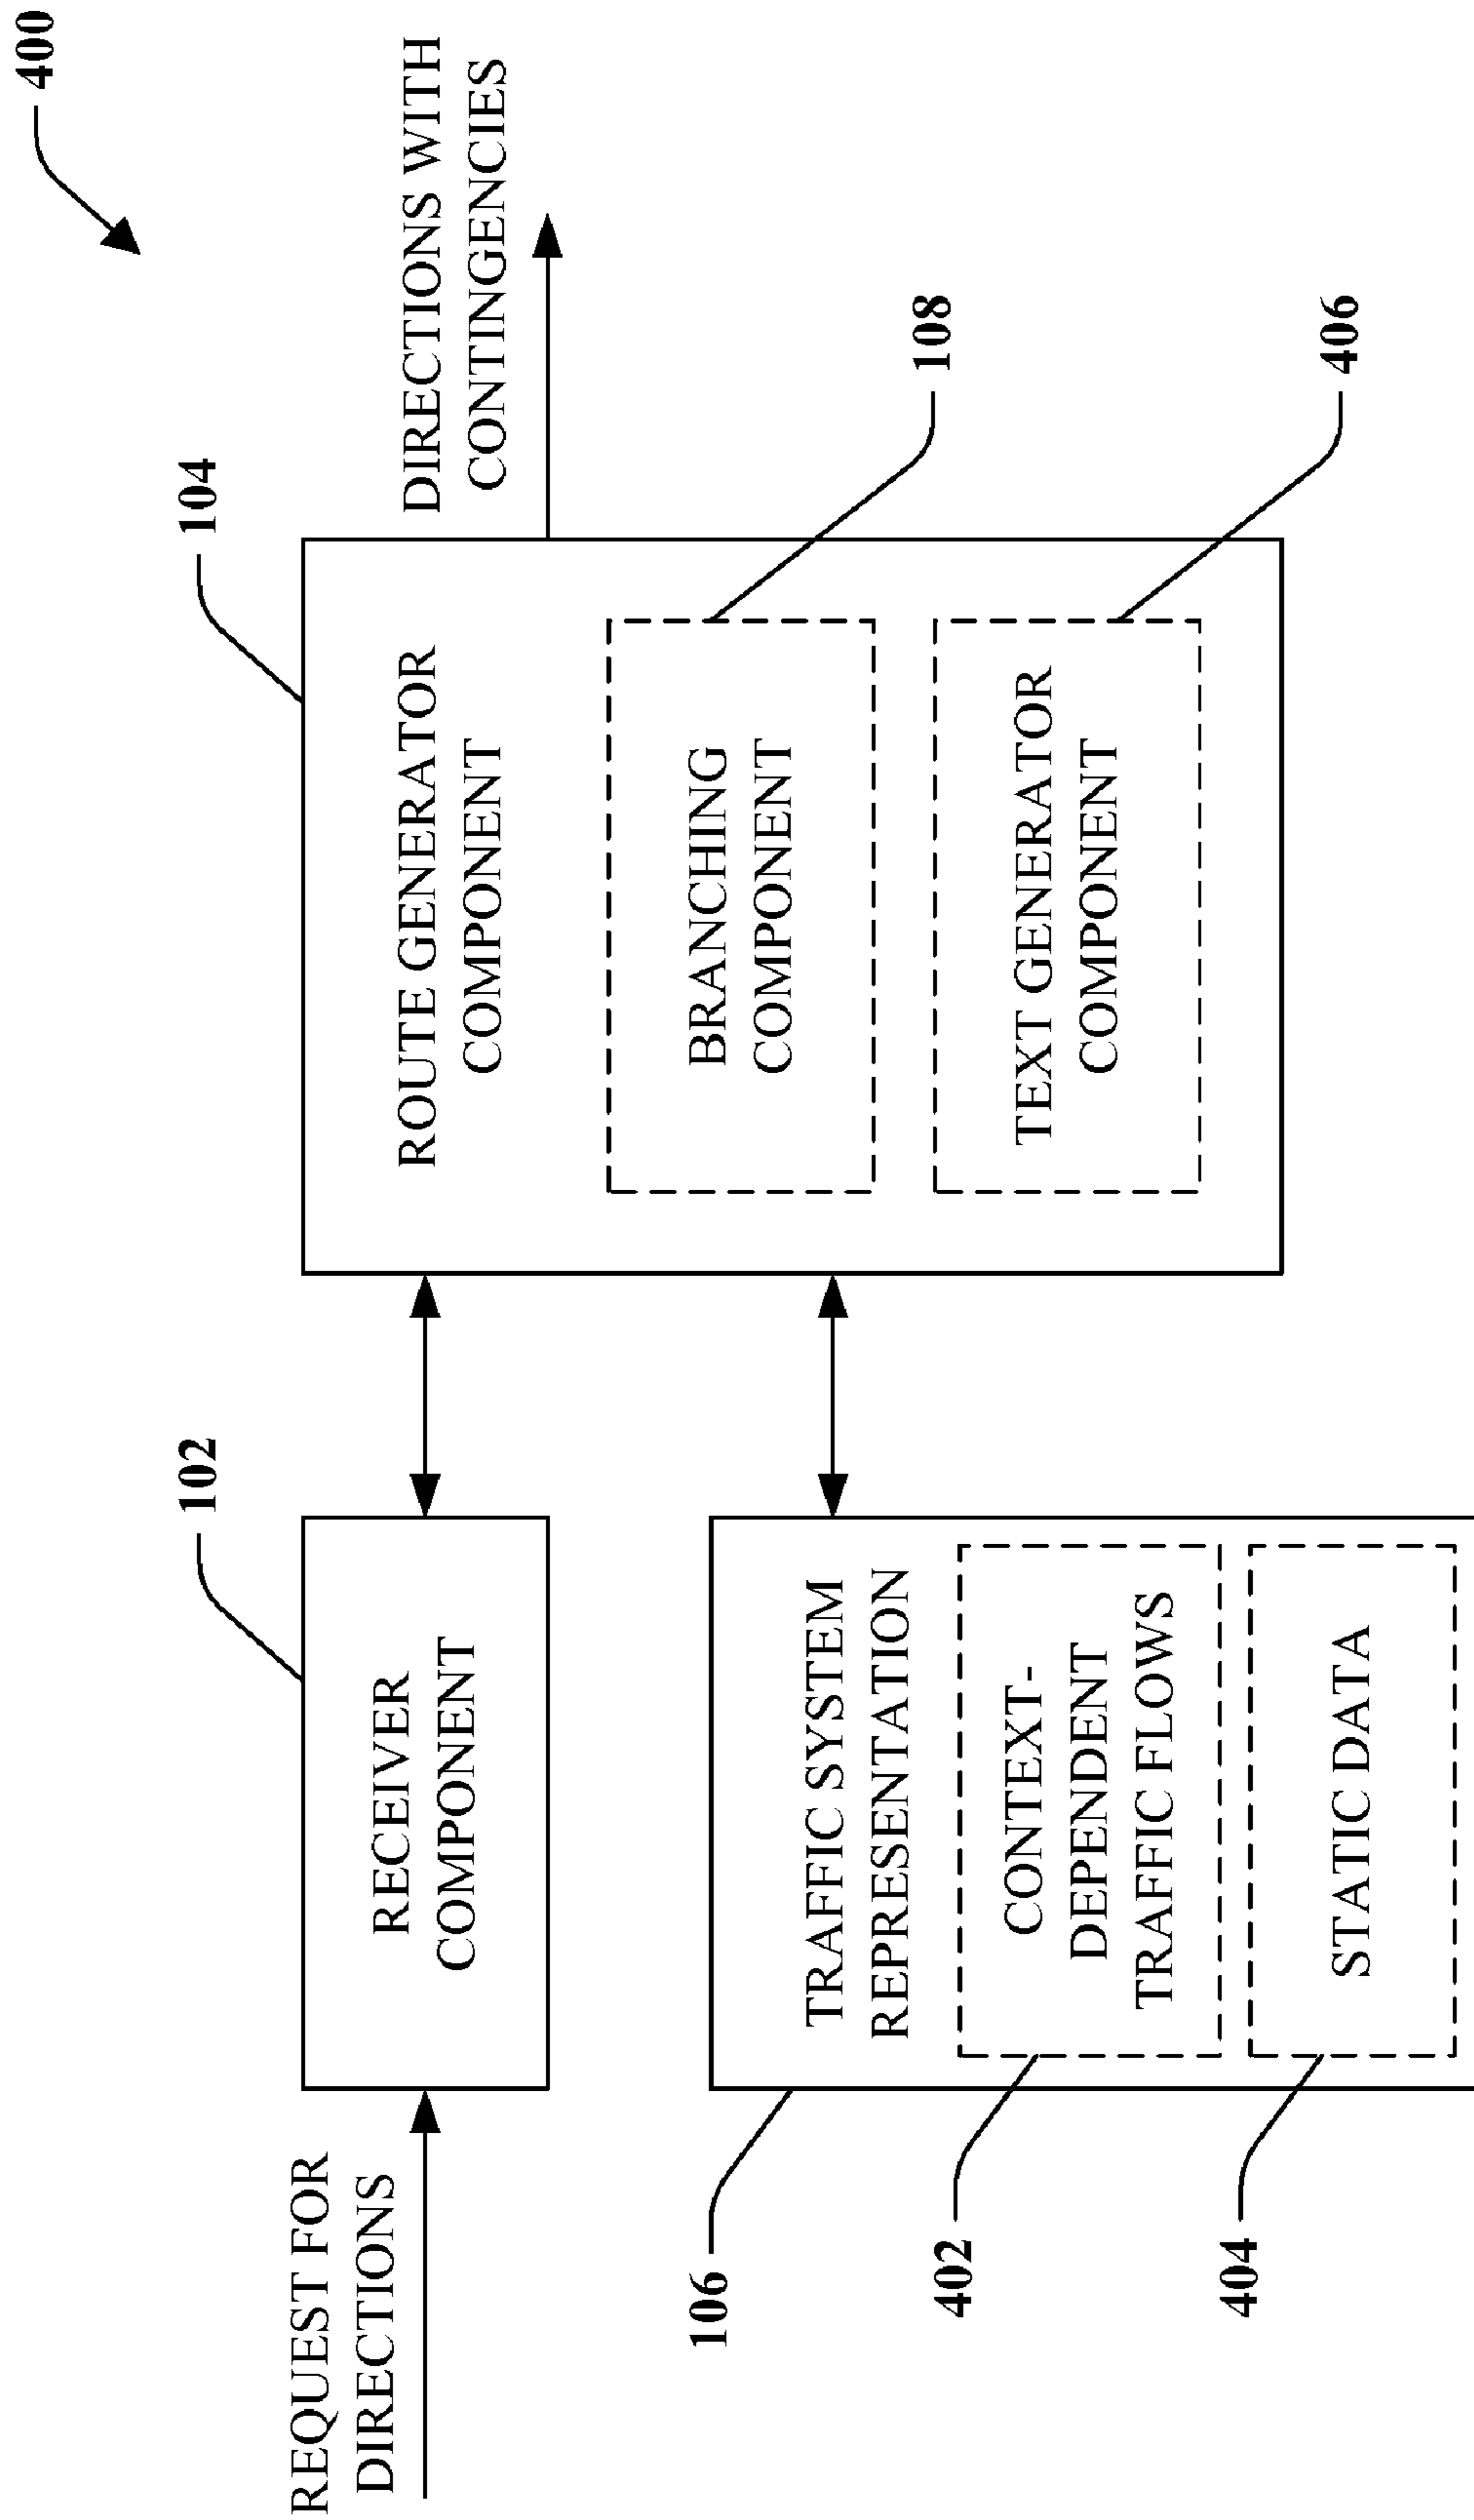 400
REQUEST FOR
DIRECTIONS
102
RECEIVER
COMPONENT
104
ROUTE GENERATOR
COMPONENT
DIRECTIONS WITH
CONTINGENCIES
BRANCHING
COMPONENT
108
TEXT GENERATOR
COMPONENT
406
106
TRAFFIC SYSTEM
REPRESENTATION
402
CONTEXT-
DEPENDENT
TRAFFIC FLOWS
404
STATIC DATA